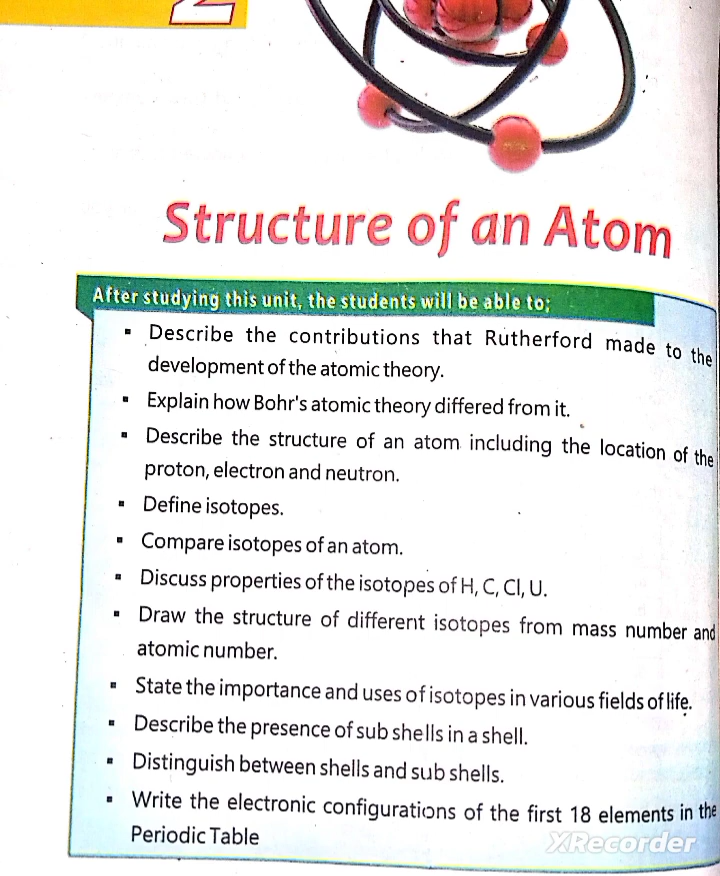 2
Structure of an Atom
After studying this unit, the students will be able to;
▪ Describe the contributions that Rutherford made to the
development of the atomic theory.
▪ Explain how Bohr's atomic theory differed from it.
▪ Describe the structure of an atom including the location of the
proton, electron and neutron.
▪ Define isotopes.
▪ Compare isotopes of an atom.
▪ Discuss properties of the isotopes of H, C, Cl, U.
▪ Draw the structure of different isotopes from mass number and
atomic number.
▪ State the importance and uses of isotopes in various fields of life.
▪ Describe the presence of sub shells in a shell.
▪ Distinguish between shells and sub shells.
▪ Write the electronic configurations of the first 18 elements in the
Periodic Table
XRecorder